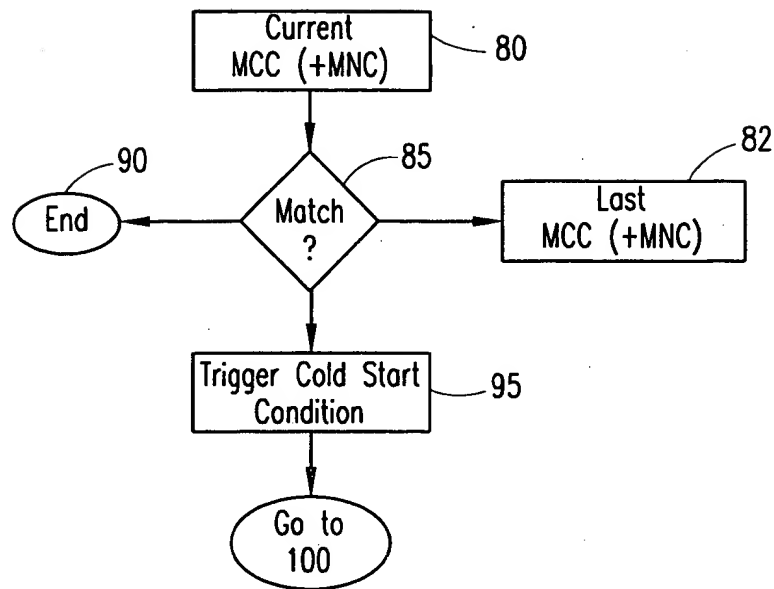 Current
MCC (+MNC)
80
85
90
82
End
Match
?
Last
MCC (+MNC)
Trigger Cold Start
Condition
95
Go to
100